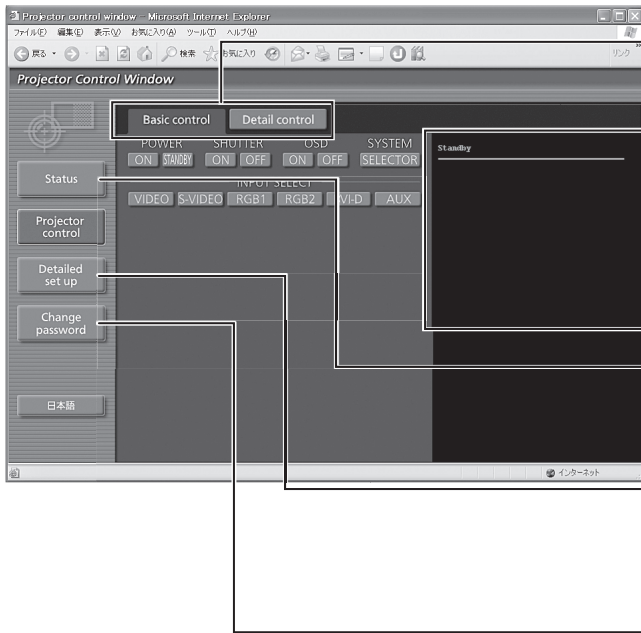 Projector control window - Microsoft Internet Explorer
ファイル(F) 編集(E) 表示(V) お気に入り(A) ツール(T) ヘルプ(H)
戻る 検索 お気に入り リンク »
Projector Control Window
Basic control Detail control
POWER SHUTTER OSD SYSTEM
ON STANDBY ON OFF ON OFF SELECTOR
INPUT SELECT
VIDEO S-VIDEO RGB1 RGB2 VI-D AUX
Standby
Status
Projector
control
Detailed
set up
Change
password
日本語
インターネット